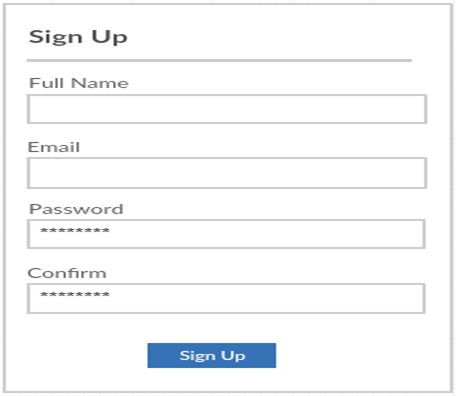 Sign Up
Full Name
Email
Password
********
Confirm
********
Sign Up